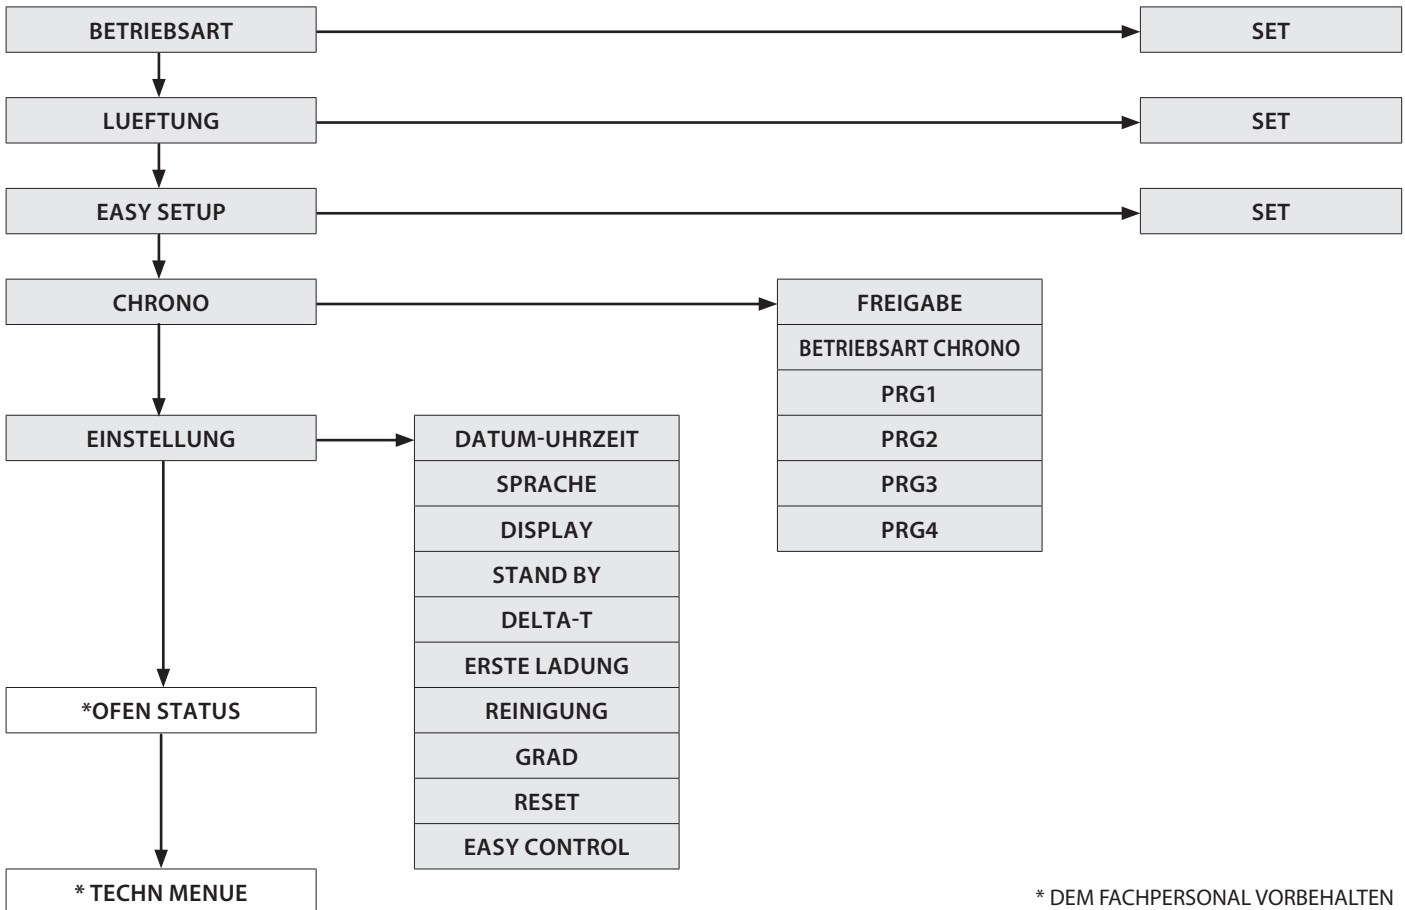 BETRIEBSART
SET
LUEFTUNG
SET
EASY SETUP
SET
CHRONO
FREIGABE
BETRIEBSART CHRONO
PRG1
PRG2
PRG3
PRG4
EINSTELLUNG
DATUM-UHRZEIT
SPRACHE
DISPLAY
STAND BY
DELTA-T
ERSTE LADUNG
REINIGUNG
GRAD
RESET
EASY CONTROL
*OFEN STATUS
* TECHN MENUE
* DEM FACHPERSONAL VORBEHALTEN